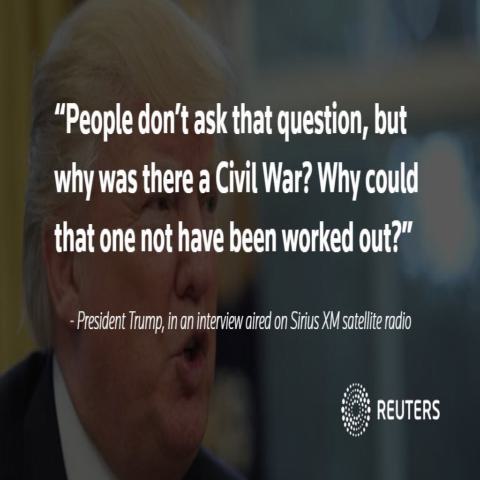 “People don’t ask that question, but
why was there a Civil War? Why could
that one not have been worked out?”
- President Trump, in an interview aired on Sirius XM satellite radio
REUTERS